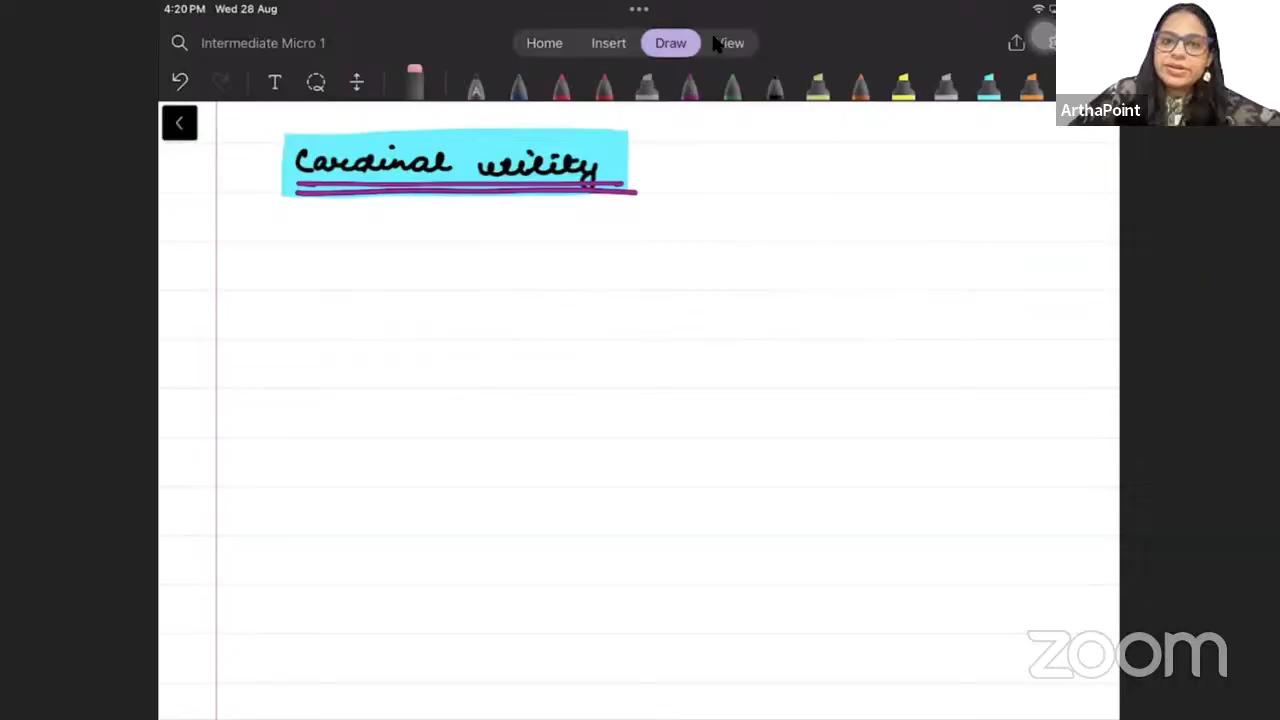 4:20 PM Wed 28 Aug
Intermediate Micro 1
Home Insert Draw View
T
A
ArthaPoint
Cardinal utility
zoom